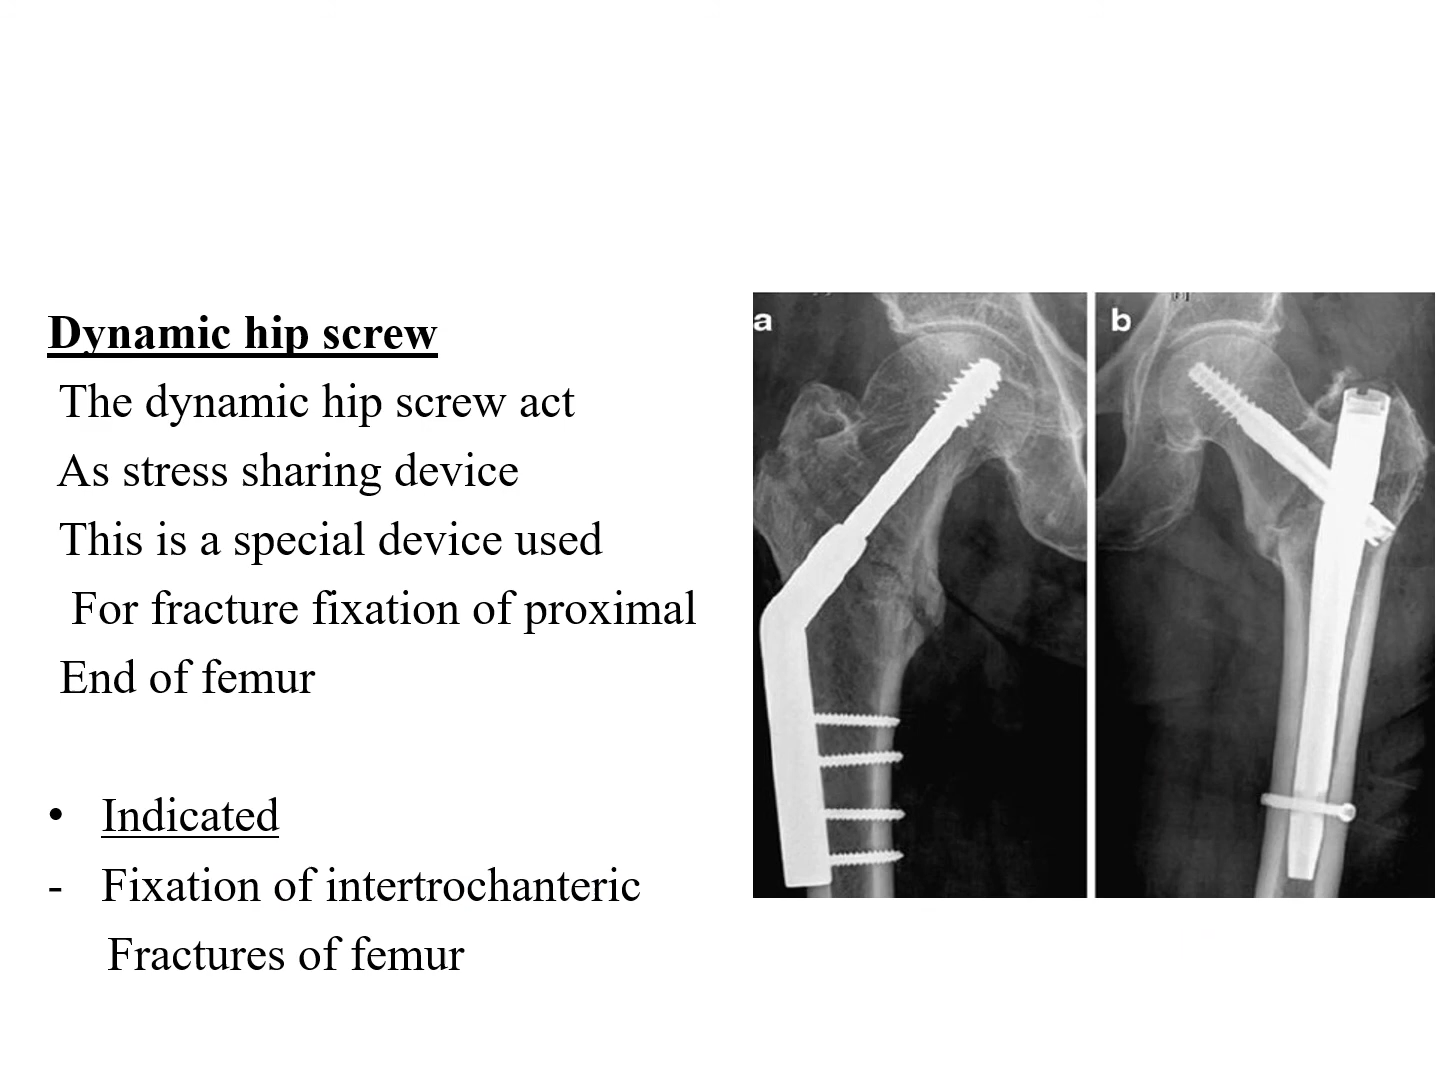 Dynamic hip screw
The dynamic hip screw act
As stress sharing device
This is a special device used
For fracture fixation of proximal
End of femur
• Indicated
- Fixation of intertrochanteric
Fractures of femur
a
b